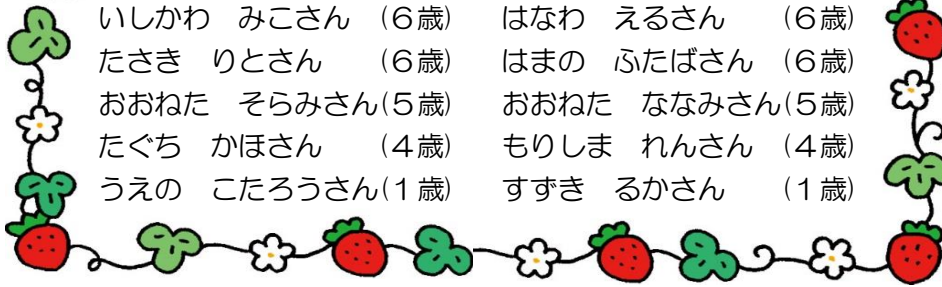 いしかわ　みこさん　(6歳)　はなわ　えるさん　(6歳)
たさき　りとさん　(6歳)　はまの　ふたばさん　(6歳)
おおねた　そらみさん(5歳)　おおねた　ななみさん(5歳)
たぐち　かほさん　(4歳)　もりしま　れんさん　(4歳)
うえの　こたろうさん(1歳)　すずき　るかさん　(1歳)